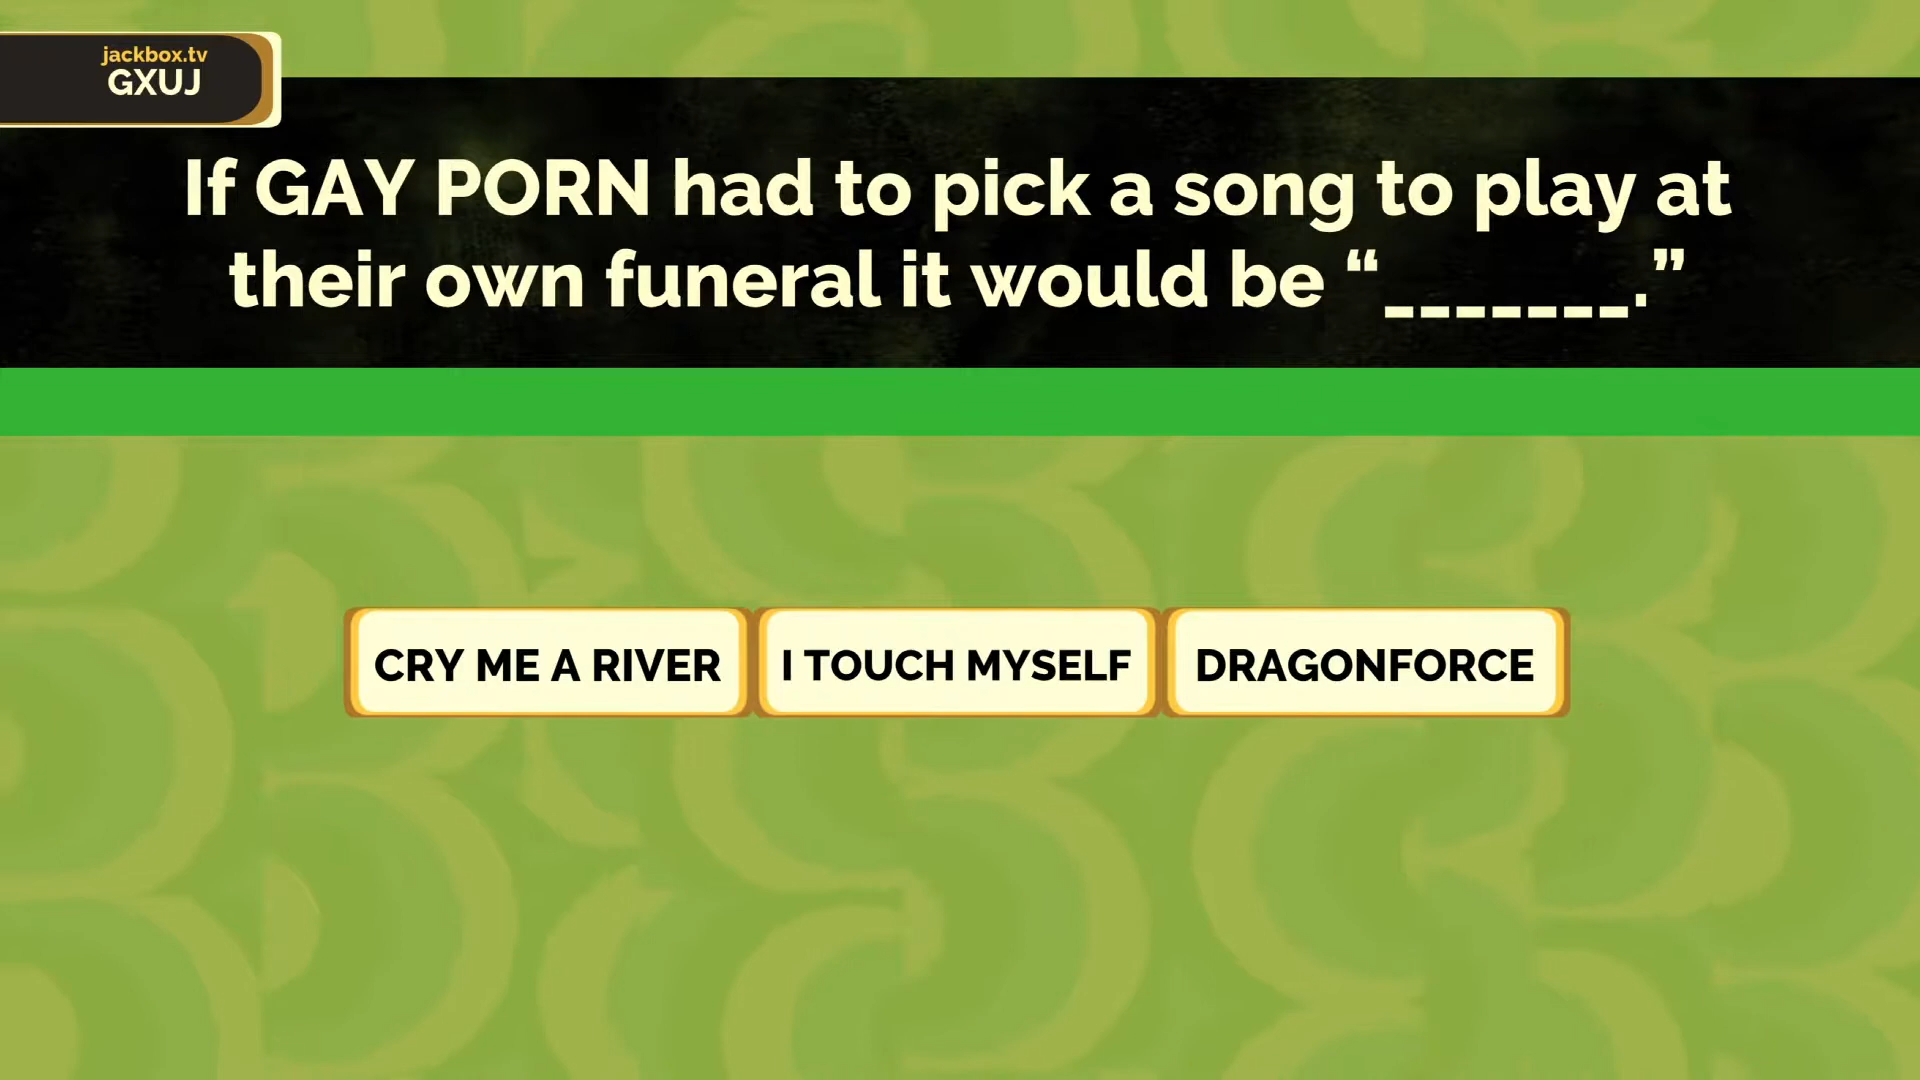 jackbox.tv
GXUJ
If GAY PORN had to pick a song to play at
their own funeral it would be “_______.”
CRY ME A RIVER
I TOUCH MYSELF
DRAGONFORCE